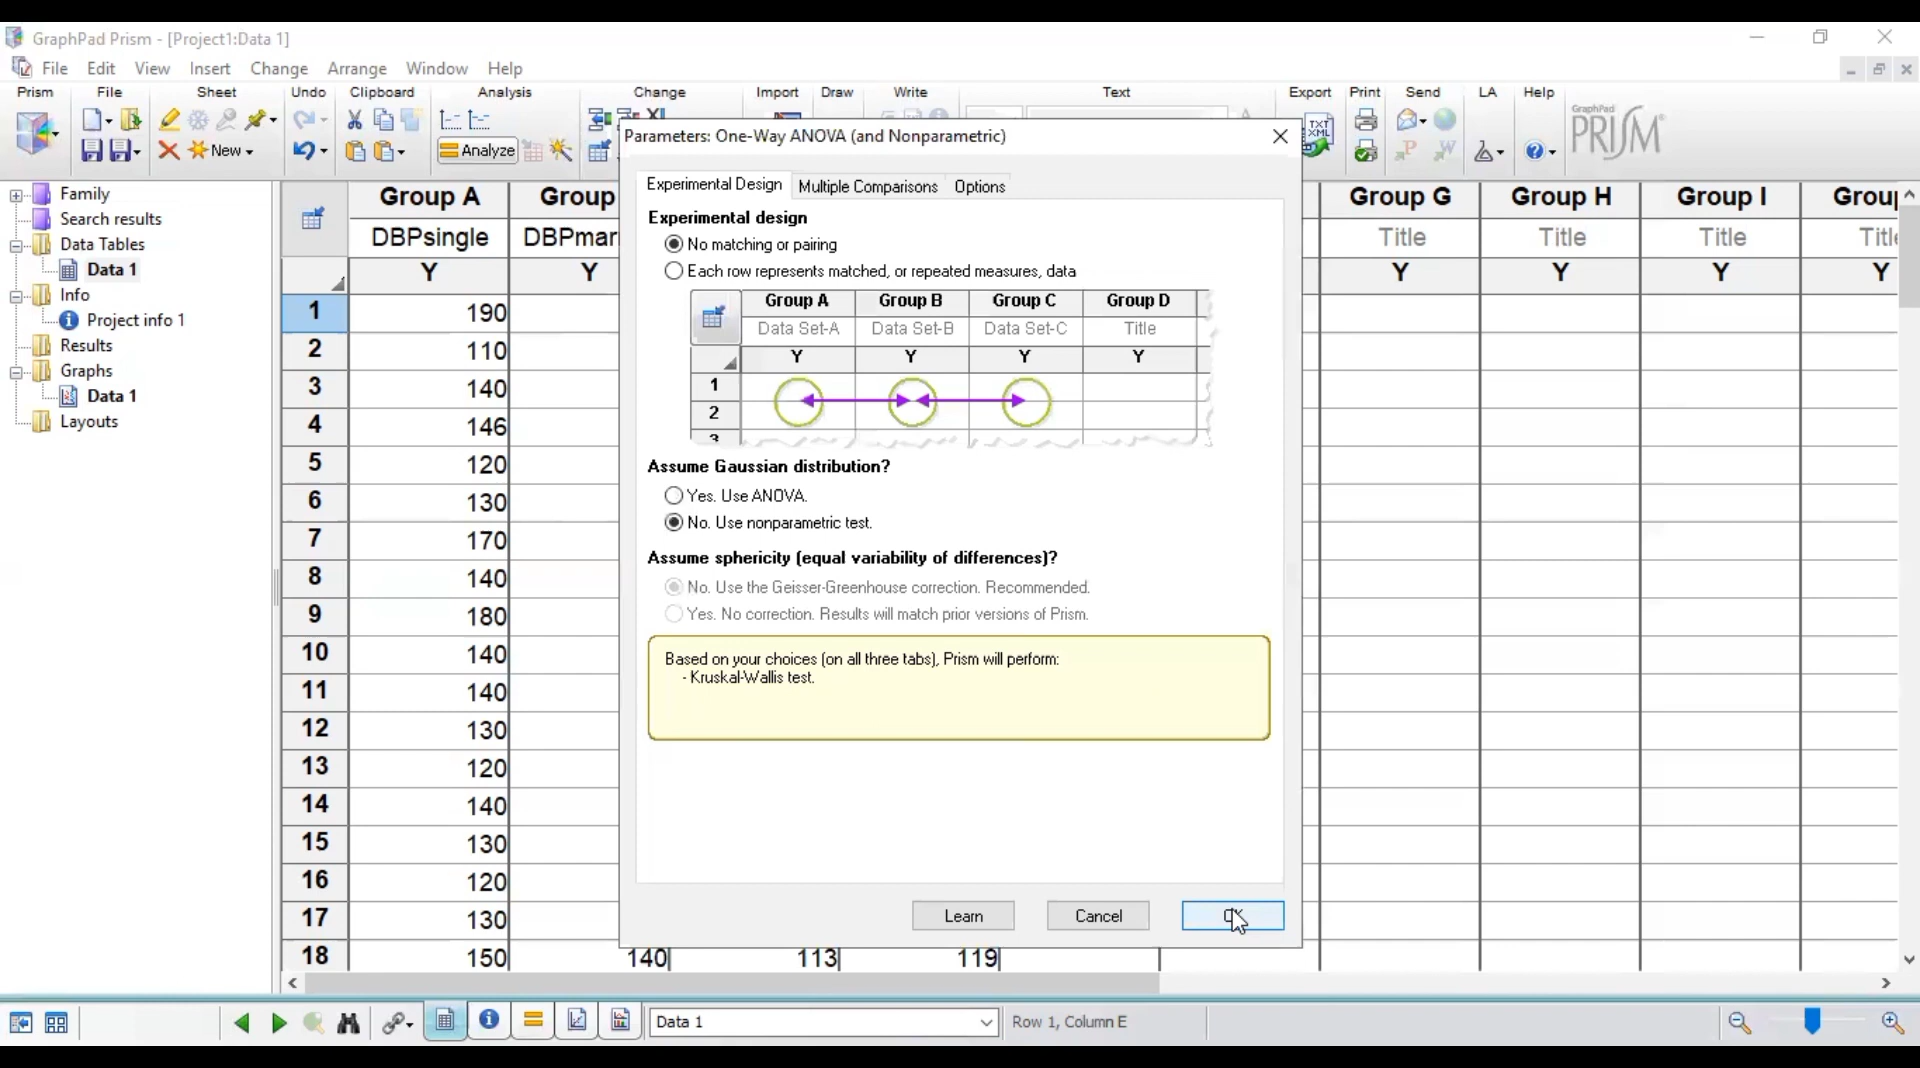 GraphPad Prism - [Project1:Data 1]
File Edit View Insert Change Arrange Window Help
Prism File Sheet Undo Clipboard Analysis Change Import Draw Write Text Export Print Send LA Help
New
Analyze
TXT
XML
GraphPad
PRISM
Family
Search results
Data Tables
Data 1
Info
Project info 1
Results
Graphs
Data 1
Layouts
Group A Group Group G Group H Group I Grou
DBPsingle DBPmar Title Title Title Title
Y Y Y Y Y Y
1 190
2 110
3 140
4 146
5 120
6 130
7 170
8 140
9 180
10 140
11 140
12 130
13 120
14 140
15 130
16 120
17 130
18 150 140 113 119
Parameters: One-Way ANOVA (and Nonparametric)
Experimental Design Multiple Comparisons Options
Experimental design
No matching or pairing
Each row represents matched, or repeated measures, data
Group A Group B Group C Group D
Data Set-A Data Set-B Data Set-C Title
Y Y Y Y
1
2
3
Assume Gaussian distribution?
Yes. Use ANOVA.
No. Use nonparametric test.
Assume sphericity (equal variability of differences)?
No. Use the Geisser-Greenhouse correction. Recommended.
Yes. No correction. Results will match prior versions of Prism.
Based on your choices (on all three tabs), Prism will perform:
- Kruskal-Wallis test.
Learn Cancel OK
Data 1 Row 1, Column E